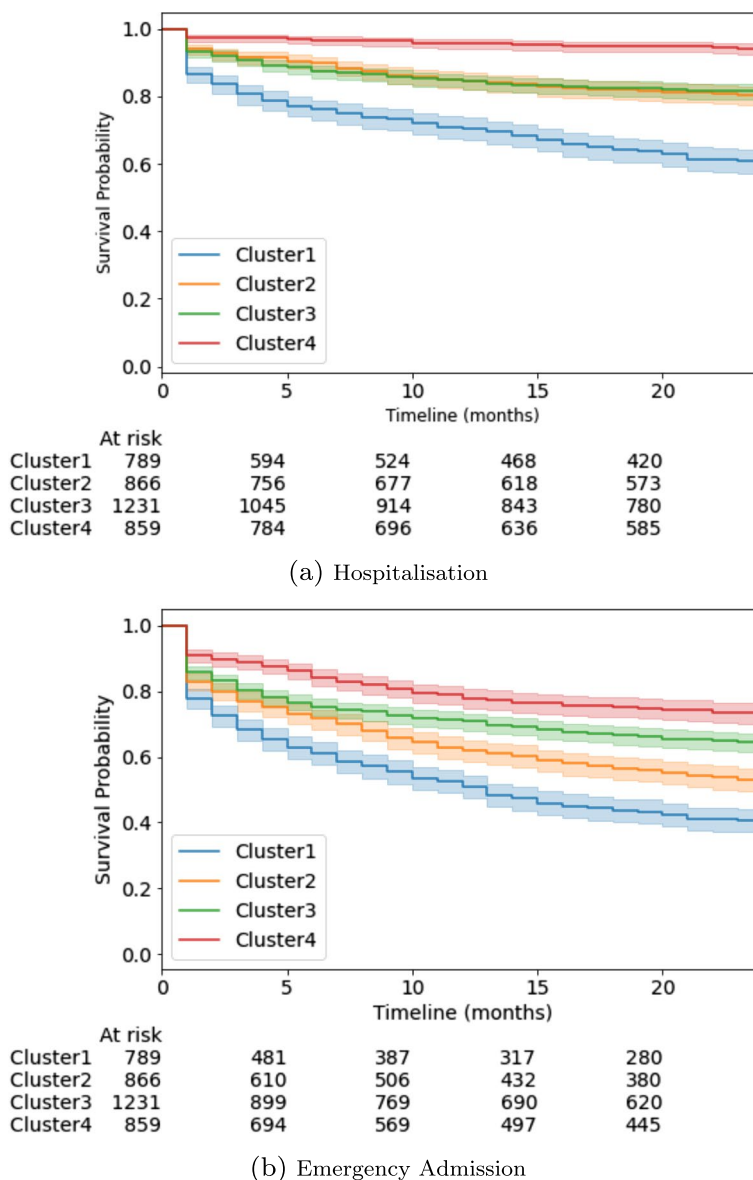 1.0
0.8
0.6
0.4
0.2
0.0
Survival Probability
Cluster1
Cluster2
Cluster3
Cluster4
0 5 10 15 20
Timeline (months)
At risk
Cluster1 789 594 524 468 420
Cluster2 866 756 677 618 573
Cluster3 1231 1045 914 843 780
Cluster4 859 784 696 636 585
(a) Hospitalisation
1.0
0.8
0.6
0.4
0.2
0.0
Survival Probability
Cluster1
Cluster2
Cluster3
Cluster4
0 5 10 15 20
Timeline (months)
At risk
Cluster1 789 481 387 317 280
Cluster2 866 610 506 432 380
Cluster3 1231 899 769 690 620
Cluster4 859 694 569 497 445
(b) Emergency Admission